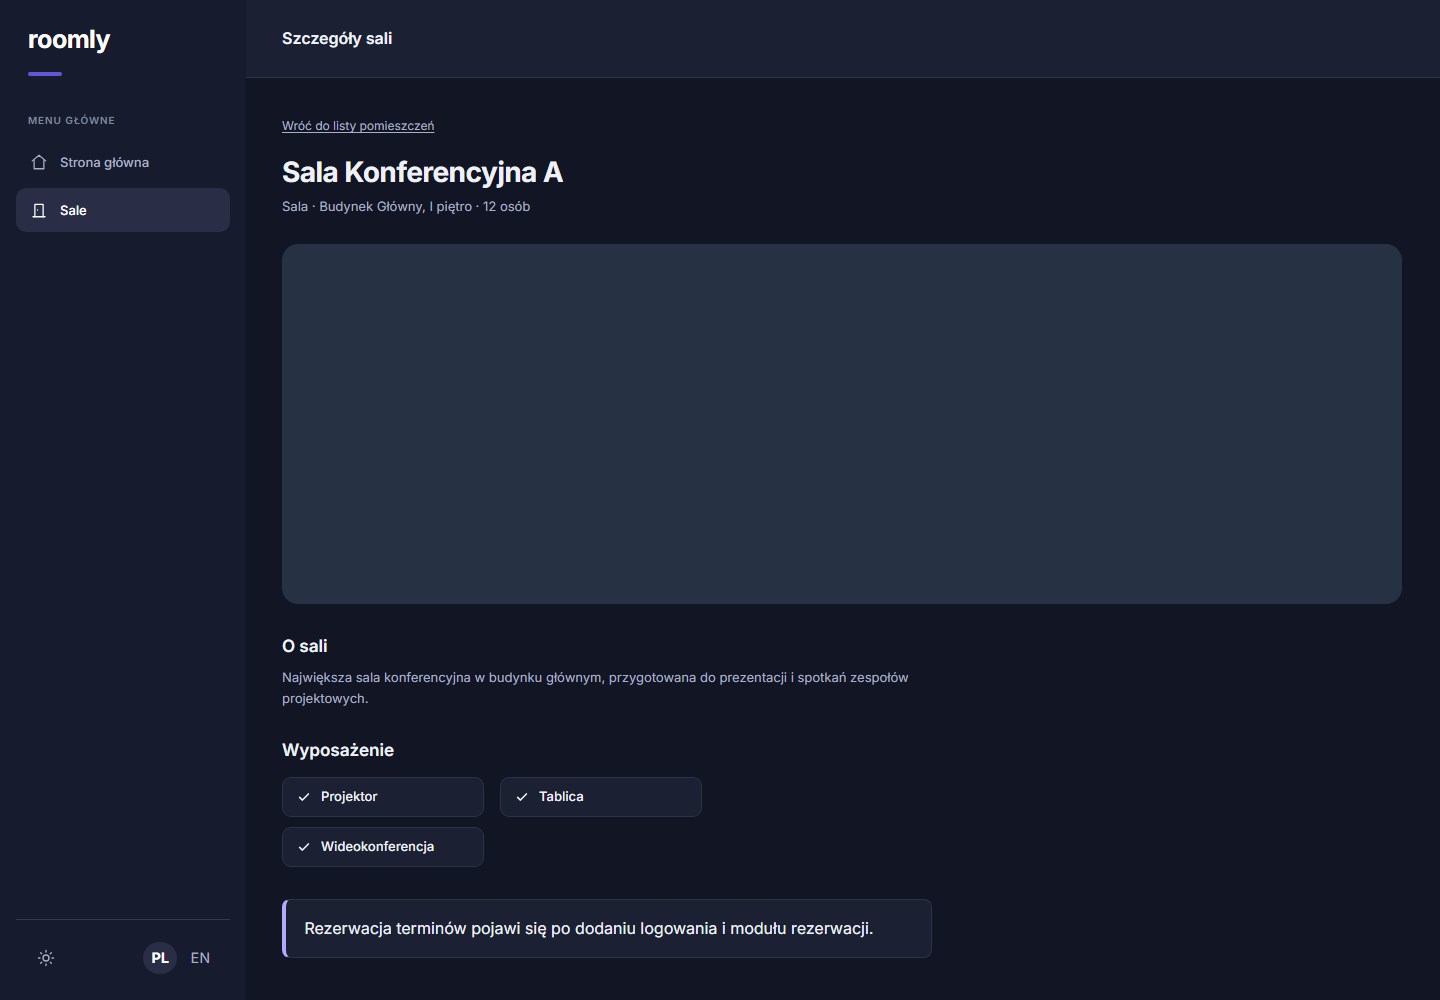 roomly
MENU GŁÓWNE
Strona główna
Sale
PL
EN
Szczegóły sali
Wróć do listy pomieszczeń
Sala Konferencyjna A
Sala · Budynek Główny, I piętro · 12 osób
O sali
Największa sala konferencyjna w budynku głównym, przygotowana do prezentacji i spotkań zespołów
projektowych.
Wyposażenie
Projektor
Tablica
Wideokonferencja
Rezerwacja terminów pojawi się po dodaniu logowania i modułu rezerwacji.